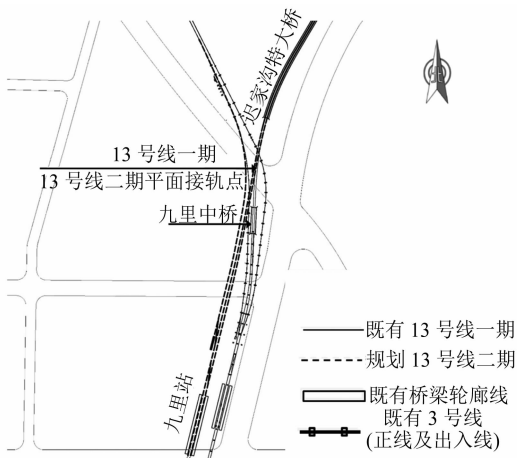 迟家沟特大桥
13 号线一期
13 号线二期平面接轨点
九里中桥
九里站
既有 13 号线一期
规划 13 号线二期
既有桥梁轮廓线
既有 3 号线
(正线及出入线)